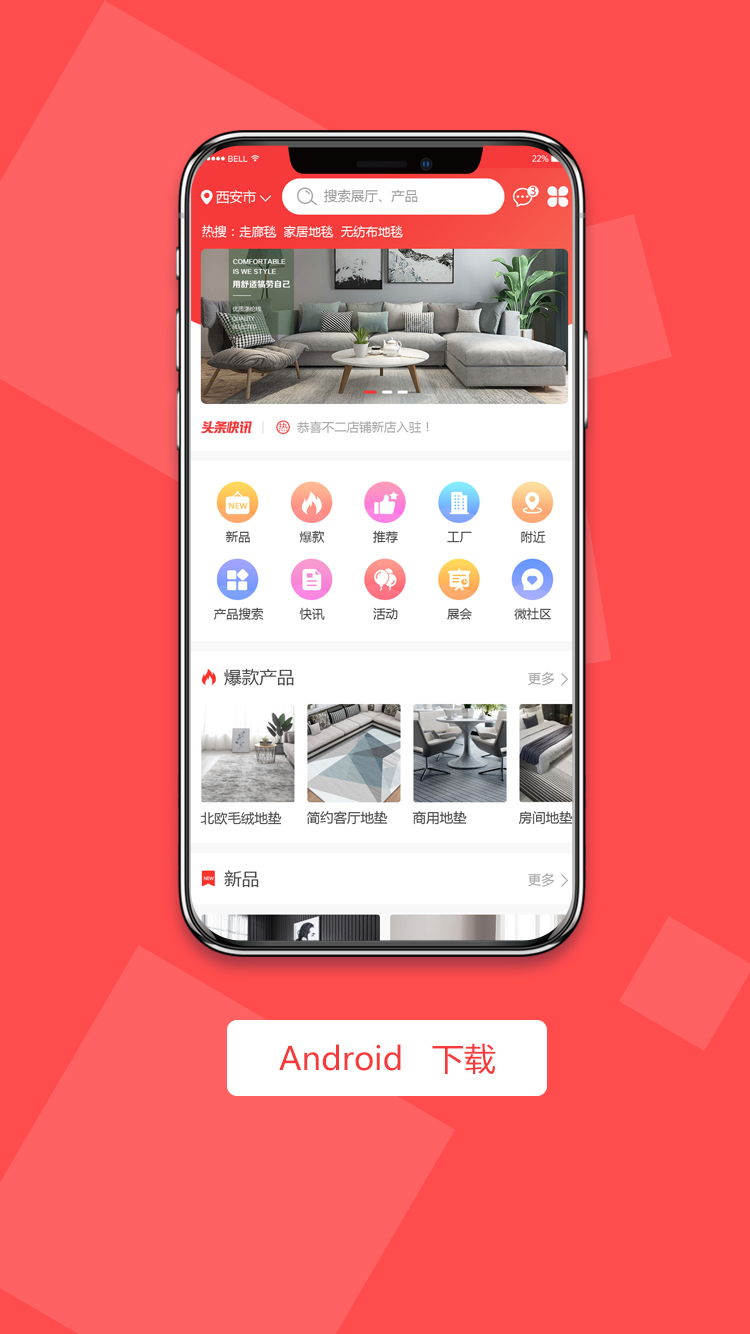 BELL 22%
西安市 搜索展厅、产品 3
热搜：走廊毯 家居地毯 无纺布地毯
COMFORTABLE
IS WE STYLE
用舒适犒劳自己
QUALITY
SELECTED
头条快讯 热 恭喜不二店铺新店入驻！
NEW
新品 爆款 推荐 工厂 附近
产品搜索 快讯 活动 展会 微社区
爆款产品 更多
北欧毛绒地垫 简约客厅地垫 商用地垫 房间地垫
NEW 新品 更多
Android 下载